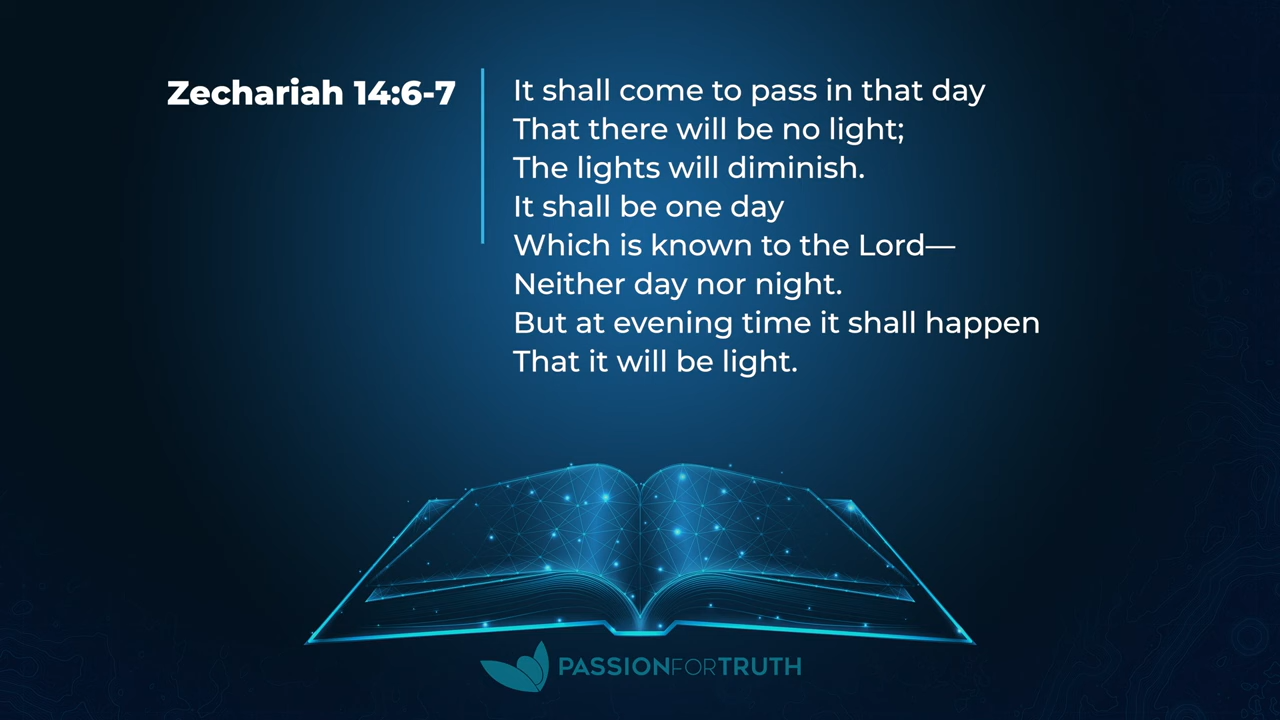 Zechariah 14:6-7
It shall come to pass in that day
That there will be no light;
The lights will diminish.
It shall be one day
Which is known to the Lord—
Neither day nor night.
But at evening time it shall happen
That it will be light.
PASSIONFORTRUTH